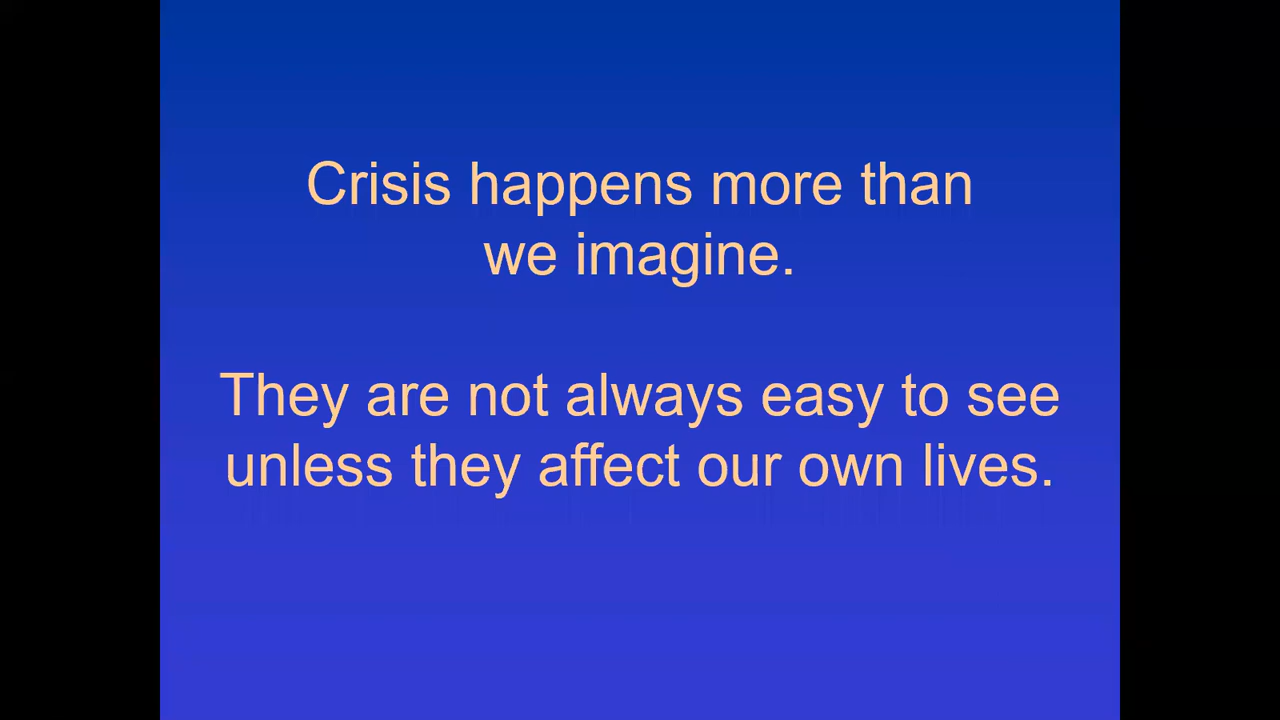 Crisis happens more than
we imagine.
They are not always easy to see
unless they affect our own lives.